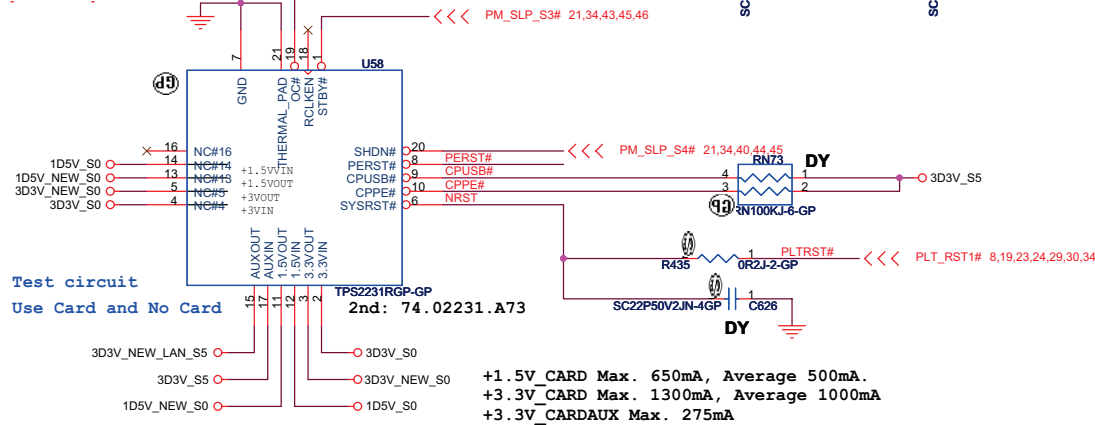 SC
SC
PM_SLP_S3# 21,34,43,45,46
7
21
19
18
1
U58
GP
GND
THERMAL_PAD
OC#
RCLKEN
STBY#
16 NC#16
1D5V_S0 14 NC#14 +1.5VVIN
1D5V_NEW_S0 13 NC#13 +1.5VOUT
3D3V_NEW_S0 5 NC#5 +3VOUT
3D3V_S0 4 NC#4 +3VIN
SHDN# 20 PM_SLP_S4# 21,34,40,44,45
PERST# 8 PERST#
CPUSB# 9 CPUSB#
CPPE# 10 CPPE#
SYSRST# 6 NRST
RN73 DY
4 1
3 2
3D3V_S5
GP RN100KJ-6-GP
AUXOUT
AUXIN
1.5VOUT
1.5VIN
3.3VOUT
3.3VIN
15
17
11
12
3
2
R435 1 PLTRST# PLT_RST1# 8,19,23,24,29,30,34
0R2J-2-GP
Test circuit
Use Card and No Card
TPS2231RGP-GP
2nd: 74.02231.A73
SC22P50V2JN-4GP 1 C626
DY
3D3V_NEW_LAN_S5
3D3V_S5
1D5V_NEW_S0
3D3V_S0
3D3V_NEW_S0
1D5V_S0
+1.5V_CARD Max. 650mA, Average 500mA.
+3.3V_CARD Max. 1300mA, Average 1000mA
+3.3V_CARDAUX Max. 275mA